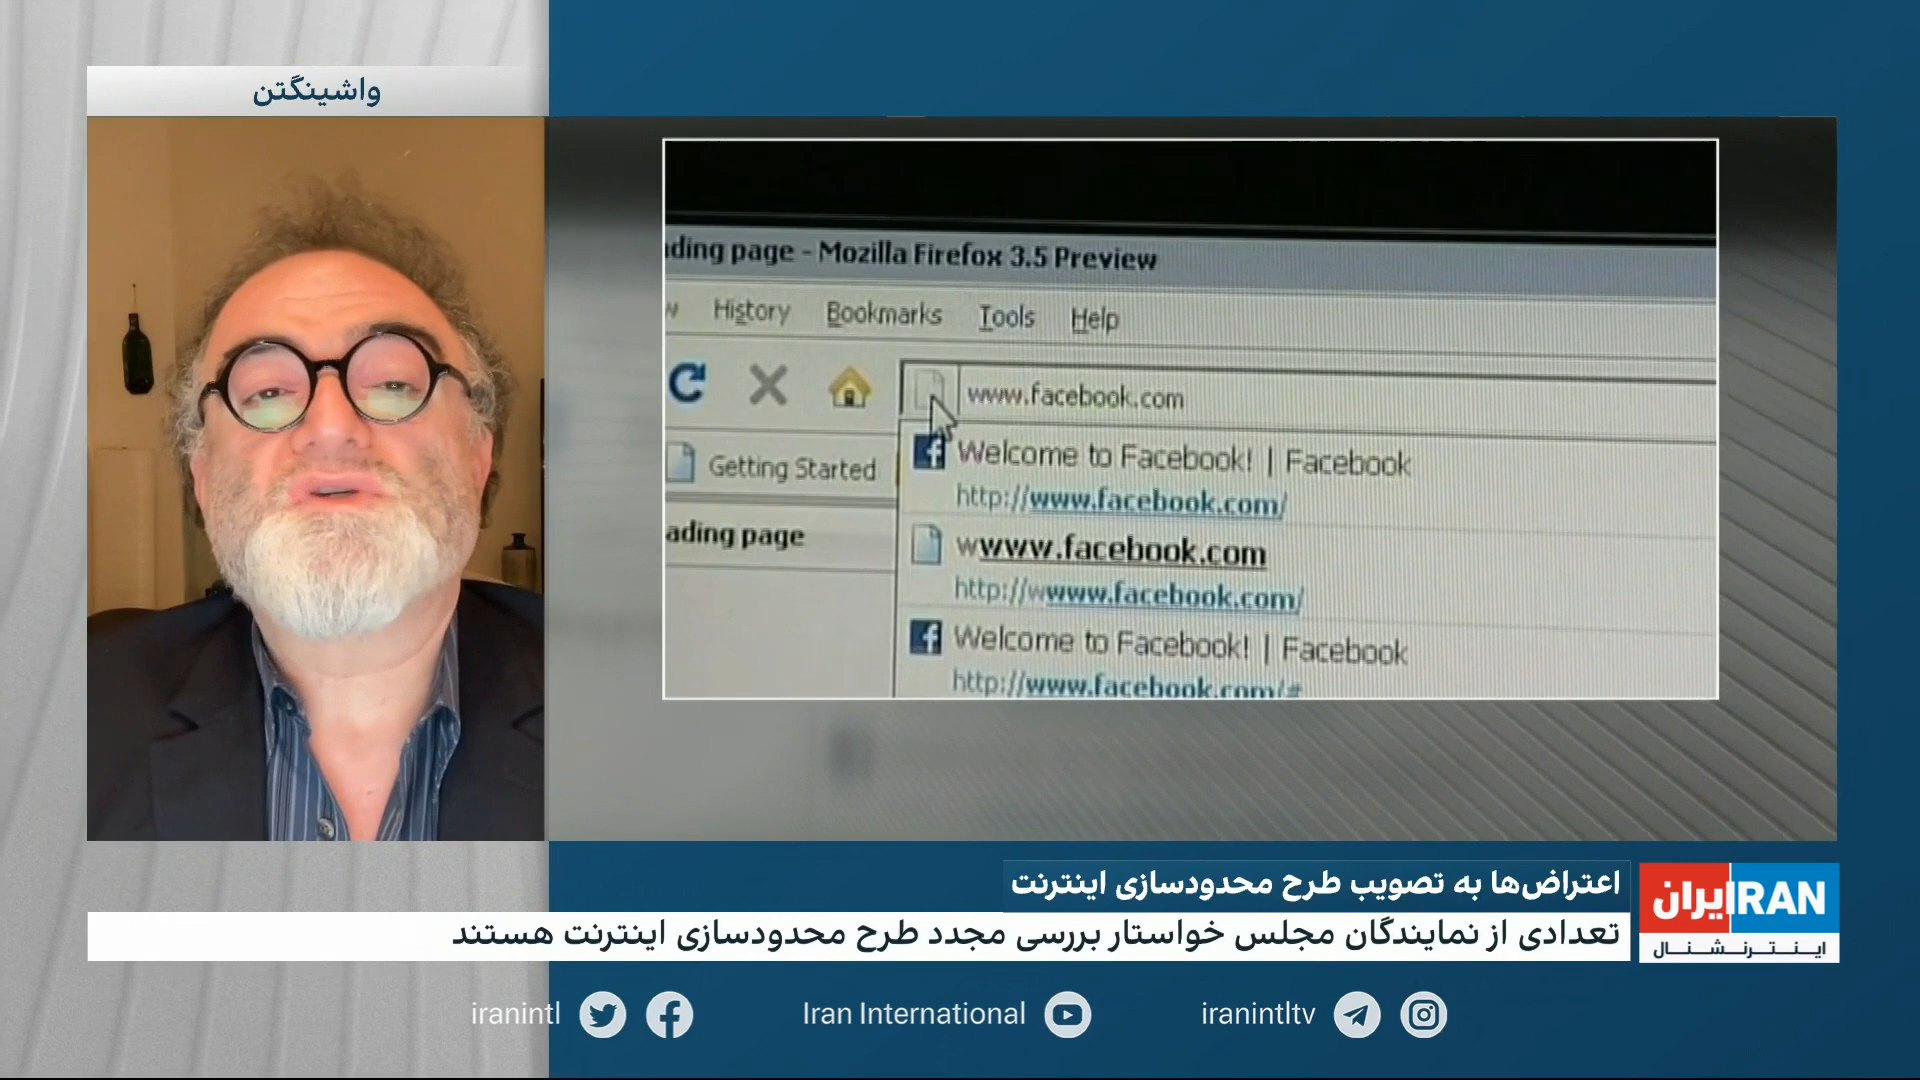 واشینگتن
ding page - Mozilla Firefox 3.5 Preview
History Bookmarks Tools Help
www.facebook.com
Welcome to Facebook! | Facebook
http://www.facebook.com/
Getting Started
wwww.facebook.com
http://wwww.facebook.com/
ading page
Welcome to Facebook! | Facebook
http://www.facebook.com/#
اعتراض‌ها به تصویب طرح محدودسازی اینترنت
تعدادی از نمایندگان مجلس خواستار بررسی مجدد طرح محدودسازی اینترنت هستند
ایران IRAN
اینترنشنال
iranintl
Iran International
iranintltv